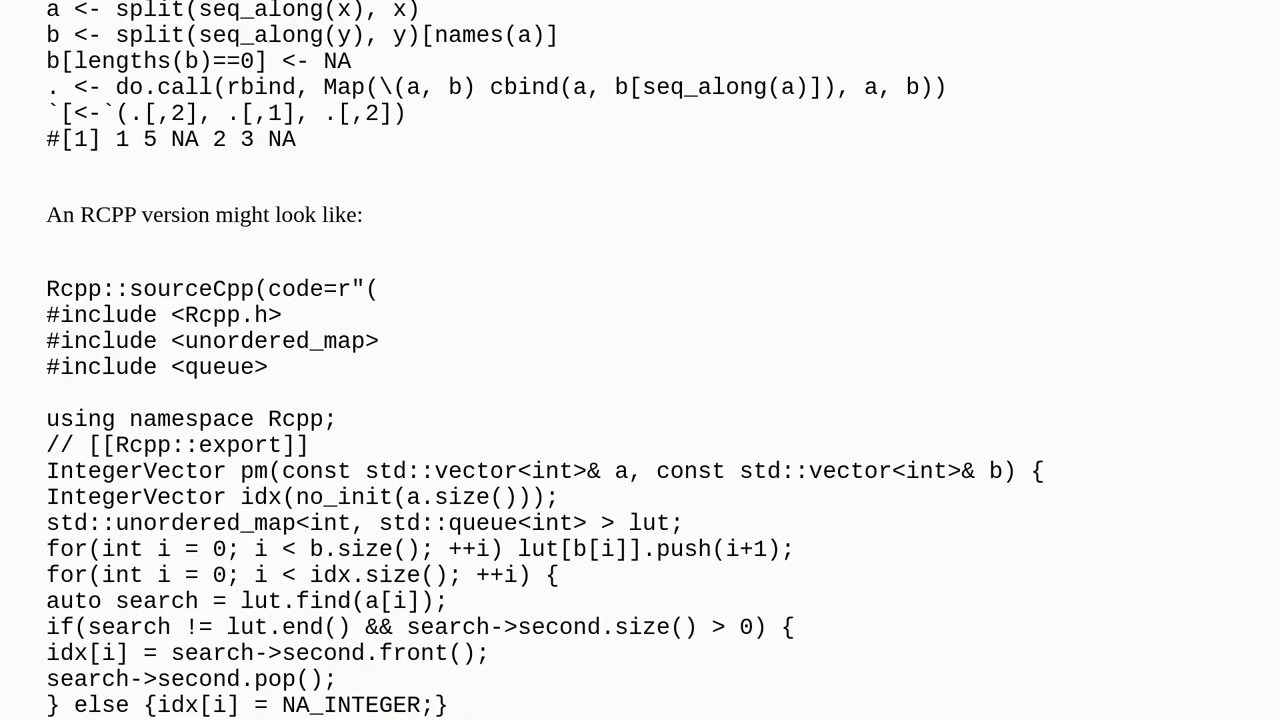 a <- split(seq_along(x), x)
b <- split(seq_along(y), y)[names(a)]
b[lengths(b)==0] <- NA
. <- do.call(rbind, Map(\(a, b) cbind(a, b[seq_along(a)]), a, b))
`[<-`(.[,2], .[,1], .[,2])
#[1] 1 5 NA 2 3 NA
An RCPP version might look like:
Rcpp::sourceCpp(code=r"(
#include <Rcpp.h>
#include <unordered_map>
#include <queue>
using namespace Rcpp;
// [[Rcpp::export]]
IntegerVector pm(const std::vector<int>& a, const std::vector<int>& b) {
IntegerVector idx(no_init(a.size()));
std::unordered_map<int, std::queue<int> > lut;
for(int i = 0; i < b.size(); ++i) lut[b[i]].push(i+1);
for(int i = 0; i < idx.size(); ++i) {
auto search = lut.find(a[i]);
if(search != lut.end() && search->second.size() > 0) {
idx[i] = search->second.front();
search->second.pop();
} else {idx[i] = NA_INTEGER;}